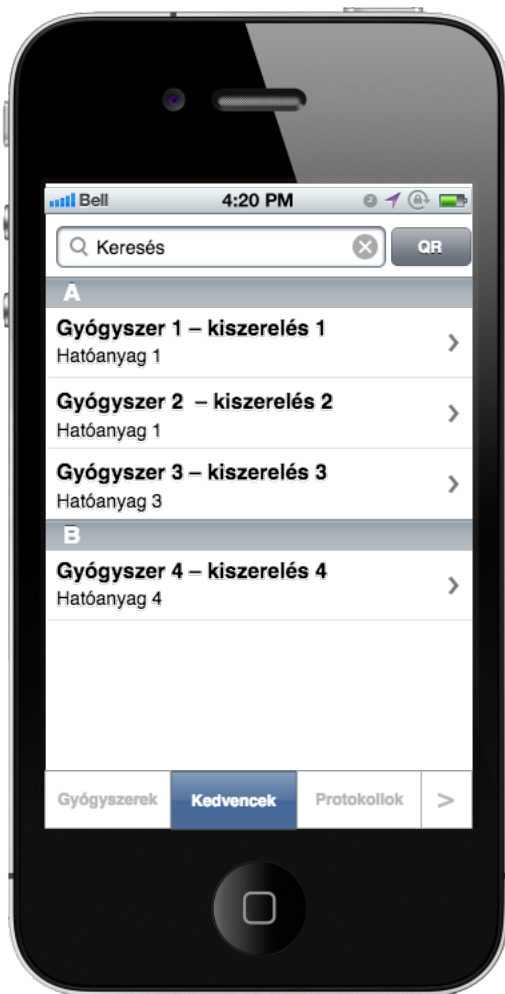 Bell 4:20 PM
Keresés QR
A
Gyógyszer 1 – kiszerelés 1
Hatóanyag 1
Gyógyszer 2 – kiszerelés 2
Hatóanyag 1
Gyógyszer 3 – kiszerelés 3
Hatóanyag 3
B
Gyógyszer 4 – kiszerelés 4
Hatóanyag 4
Gyógyszerek Kedvencek Protokollok >